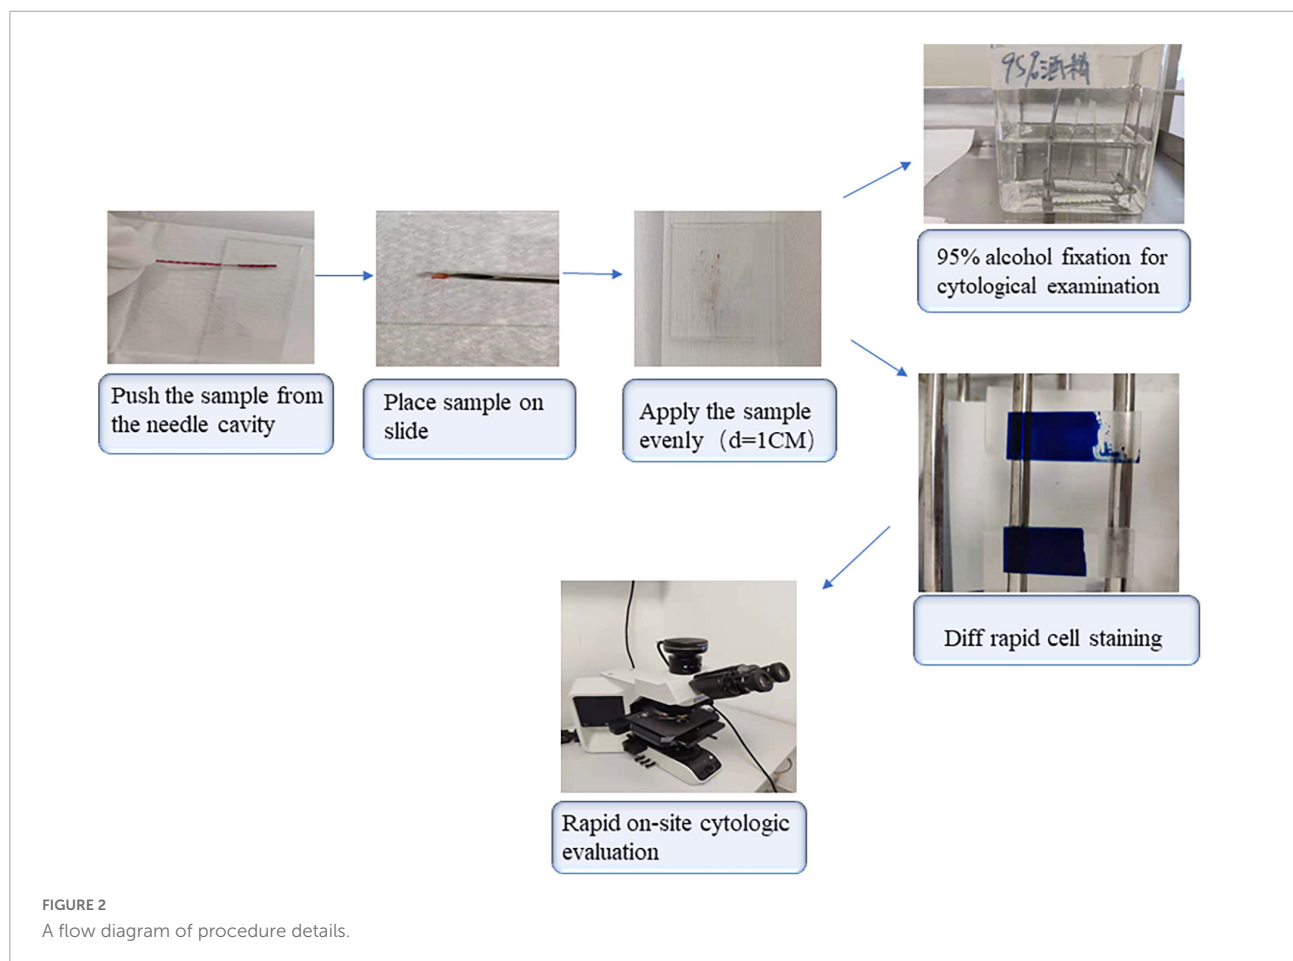 95%酒精
95% alcohol fixation for
cytological examination
Push the sample from
the needle cavity
Place sample on
slide
Apply the sample
evenly（d=1CM）
Diff rapid cell staining
Rapid on-site cytologic
evaluation
FIGURE 2
A flow diagram of procedure details.